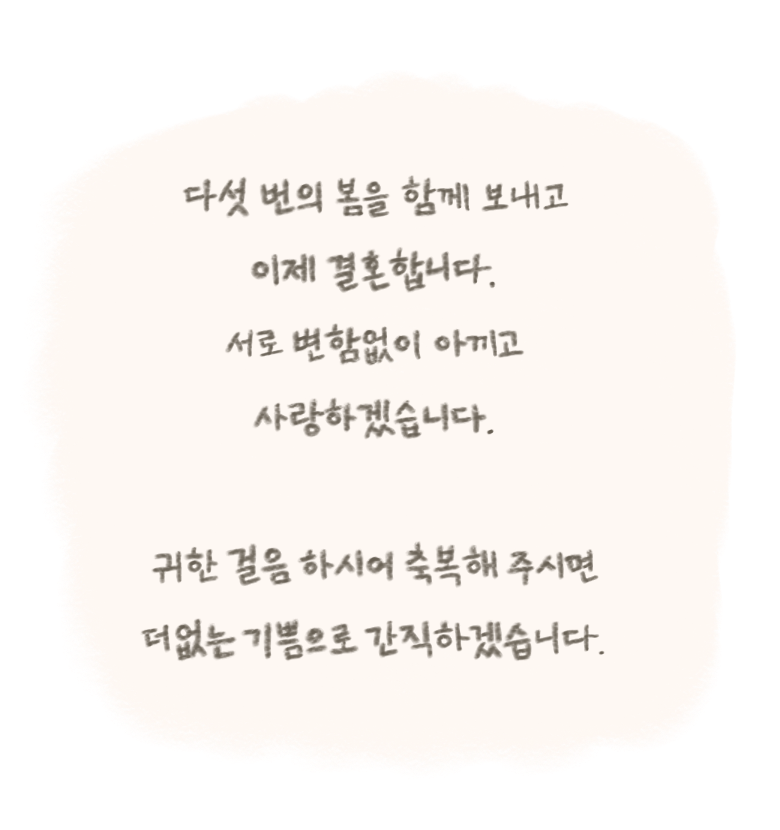 다섯 번의 봄을 함께 보내고
이제 결혼합니다.
서로 변함없이 아끼고
사랑하겠습니다.
귀한 걸음 하시어 축복해 주시면
더없는 기쁨으로 간직하겠습니다.